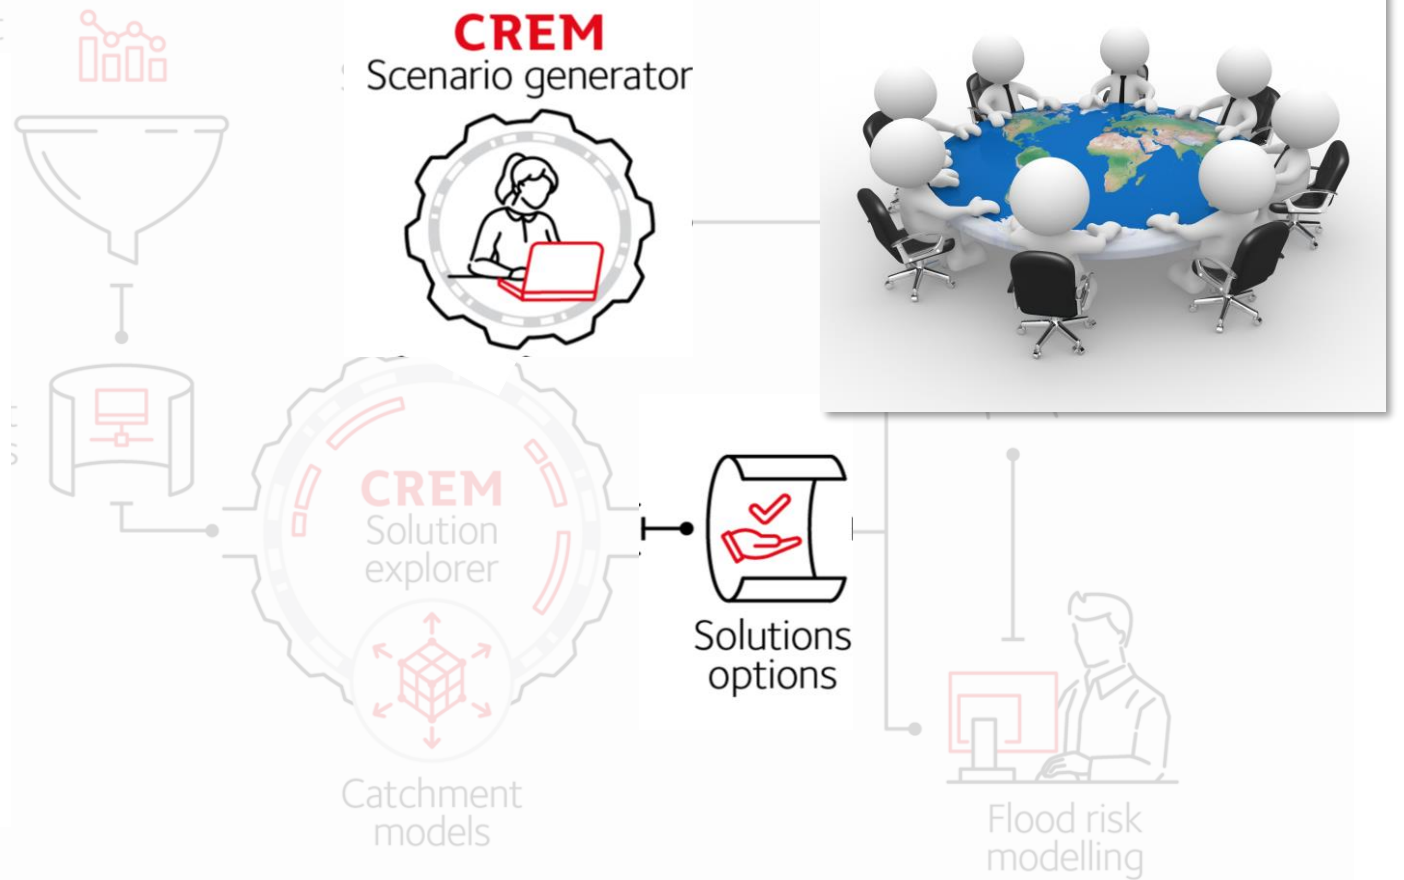 CREM
Scenario generator
CREM
Solution
explorer
Solutions
options
Catchment
models
Flood risk
modelling